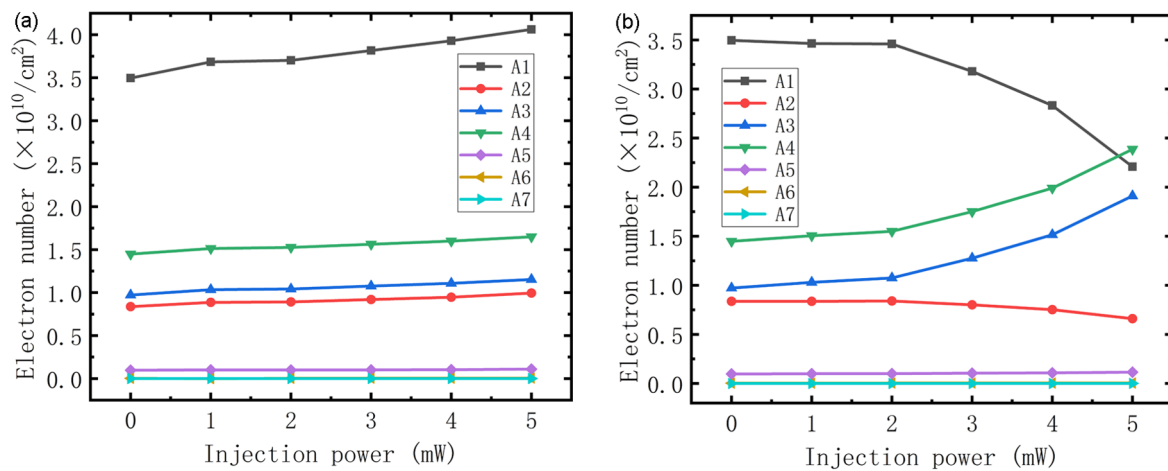 (a)
Electron number (×10¹⁰/cm²)
4.0
3.5
3.0
2.5
2.0
1.5
1.0
0.5
0.0
A1
A2
A3
A4
A5
A6
A7
0 1 2 3 4 5
Injection power (mW)
(b)
Electron number (×10¹⁰/cm²)
3.5
3.0
2.5
2.0
1.5
1.0
0.5
0.0
A1
A2
A3
A4
A5
A6
A7
0 1 2 3 4 5
Injection power (mW)